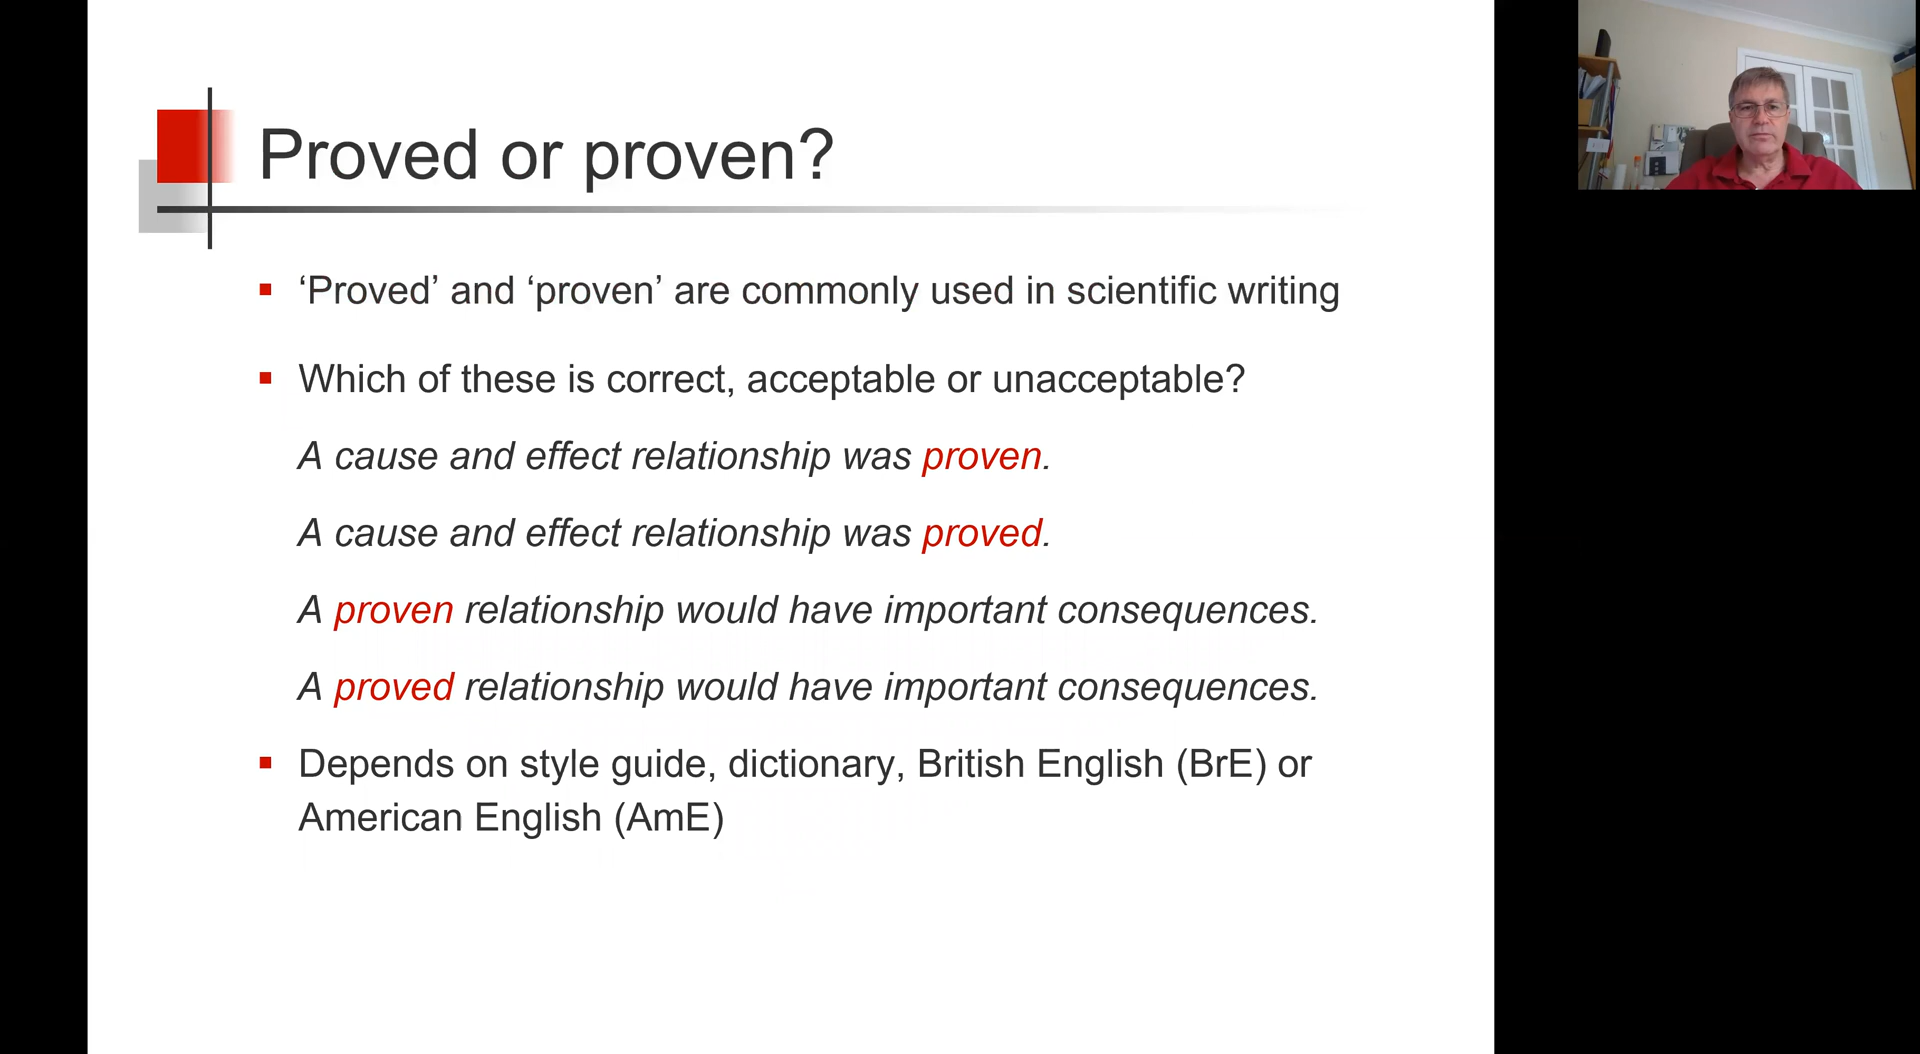 Proved or proven?
‘Proved’ and ‘proven’ are commonly used in scientific writing
Which of these is correct, acceptable or unacceptable?
A cause and effect relationship was proven.
A cause and effect relationship was proved.
A proven relationship would have important consequences.
A proved relationship would have important consequences.
Depends on style guide, dictionary, British English (BrE) or
American English (AmE)